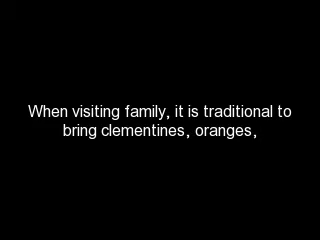 When visiting family, it is traditional to
bring clementines, oranges,